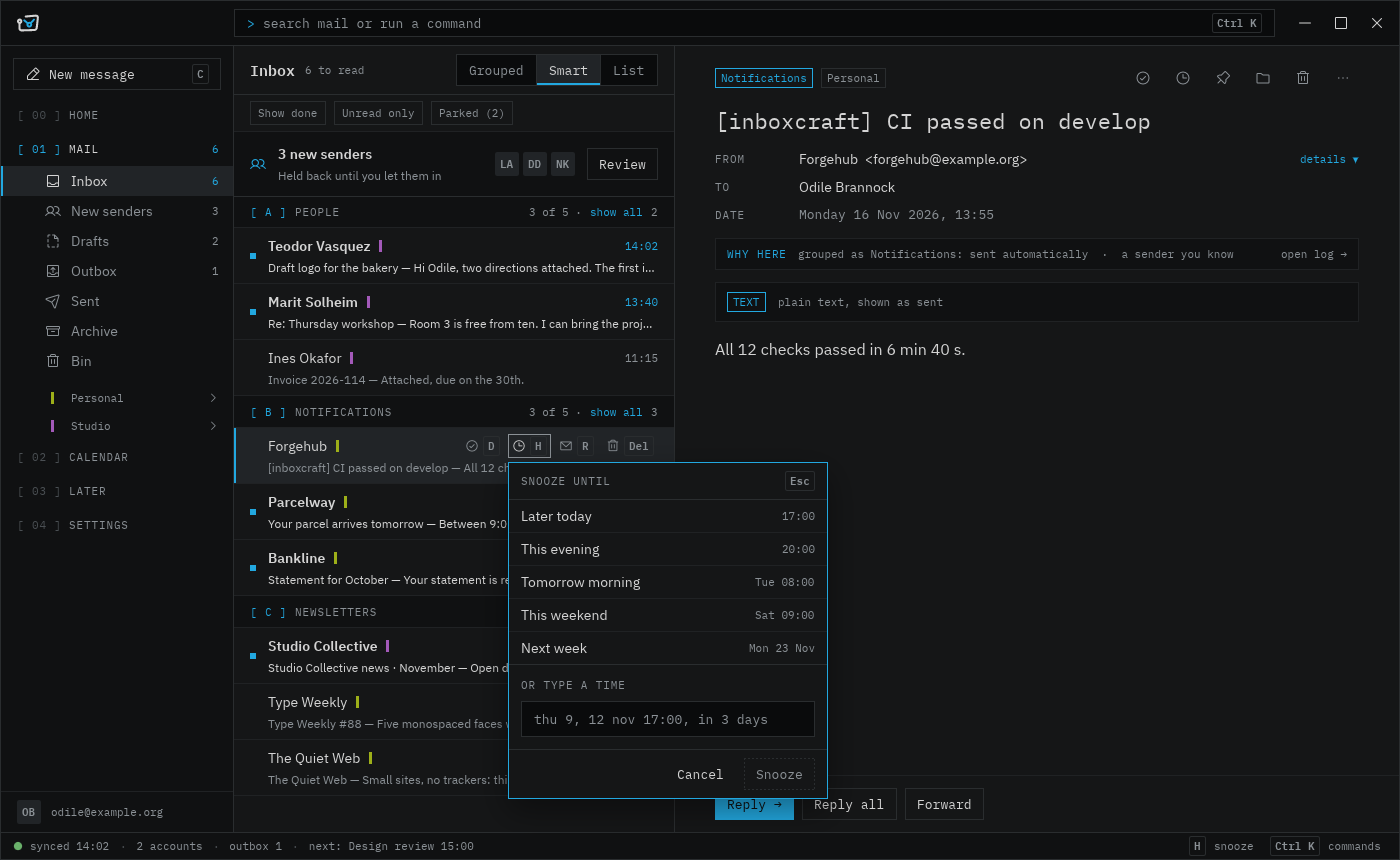 > search mail or run a command Ctrl K
New message C
[ 00 ] HOME
[ 01 ] MAIL 6
Inbox 6
New senders 3
Drafts 2
Outbox 1
Sent
Archive
Bin
Personal
Studio
[ 02 ] CALENDAR
[ 03 ] LATER
[ 04 ] SETTINGS
OB odile@example.org
Inbox 6 to read Grouped Smart List
Show done Unread only Parked (2)
3 new senders
Held back until you let them in
LA DD NK Review
[ A ] PEOPLE 3 of 5 · show all 2
Teodor Vasquez 14:02
Draft logo for the bakery — Hi Odile, two directions attached. The first i…
Marit Solheim 13:40
Re: Thursday workshop — Room 3 is free from ten. I can bring the proj…
Ines Okafor 11:15
Invoice 2026-114 — Attached, due on the 30th.
[ B ] NOTIFICATIONS 3 of 5 · show all 3
Forgehub D H R Del
[inboxcraft] CI passed on develop — All 12 ch
Parcelway
Your parcel arrives tomorrow — Between 9:0
Bankline
Statement for October — Your statement is re
[ C ] NEWSLETTERS
Studio Collective
Studio Collective news · November — Open d
Type Weekly
Type Weekly #88 — Five monospaced faces
The Quiet Web
The Quiet Web — Small sites, no trackers: thi
SNOOZE UNTIL Esc
Later today 17:00
This evening 20:00
Tomorrow morning Tue 08:00
This weekend Sat 09:00
Next week Mon 23 Nov
OR TYPE A TIME
thu 9, 12 nov 17:00, in 3 days
Cancel Snooze
Notifications Personal ···
[inboxcraft] CI passed on develop
FROM Forgehub <forgehub@example.org> details ▾
TO Odile Brannock
DATE Monday 16 Nov 2026, 13:55
WHY HERE grouped as Notifications: sent automatically · a sender you know open log →
TEXT plain text, shown as sent
All 12 checks passed in 6 min 40 s.
Reply → Reply all Forward
synced 14:02 · 2 accounts · outbox 1 · next: Design review 15:00
H snooze Ctrl K commands